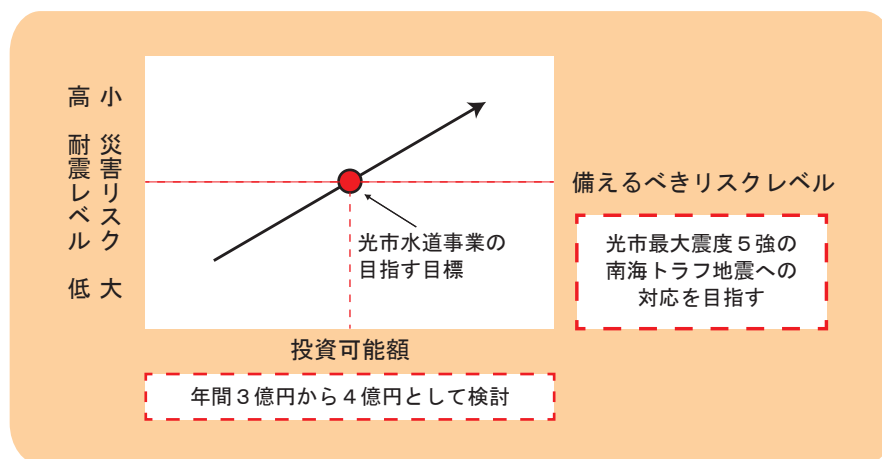 高 耐震レベル 低
小 災害リスク 大
備えるべきリスクレベル
光市水道事業の
目指す目標
光市最大震度５強の
南海トラフ地震への
対応を目指す
投資可能額
年間３億円から４億円として検討